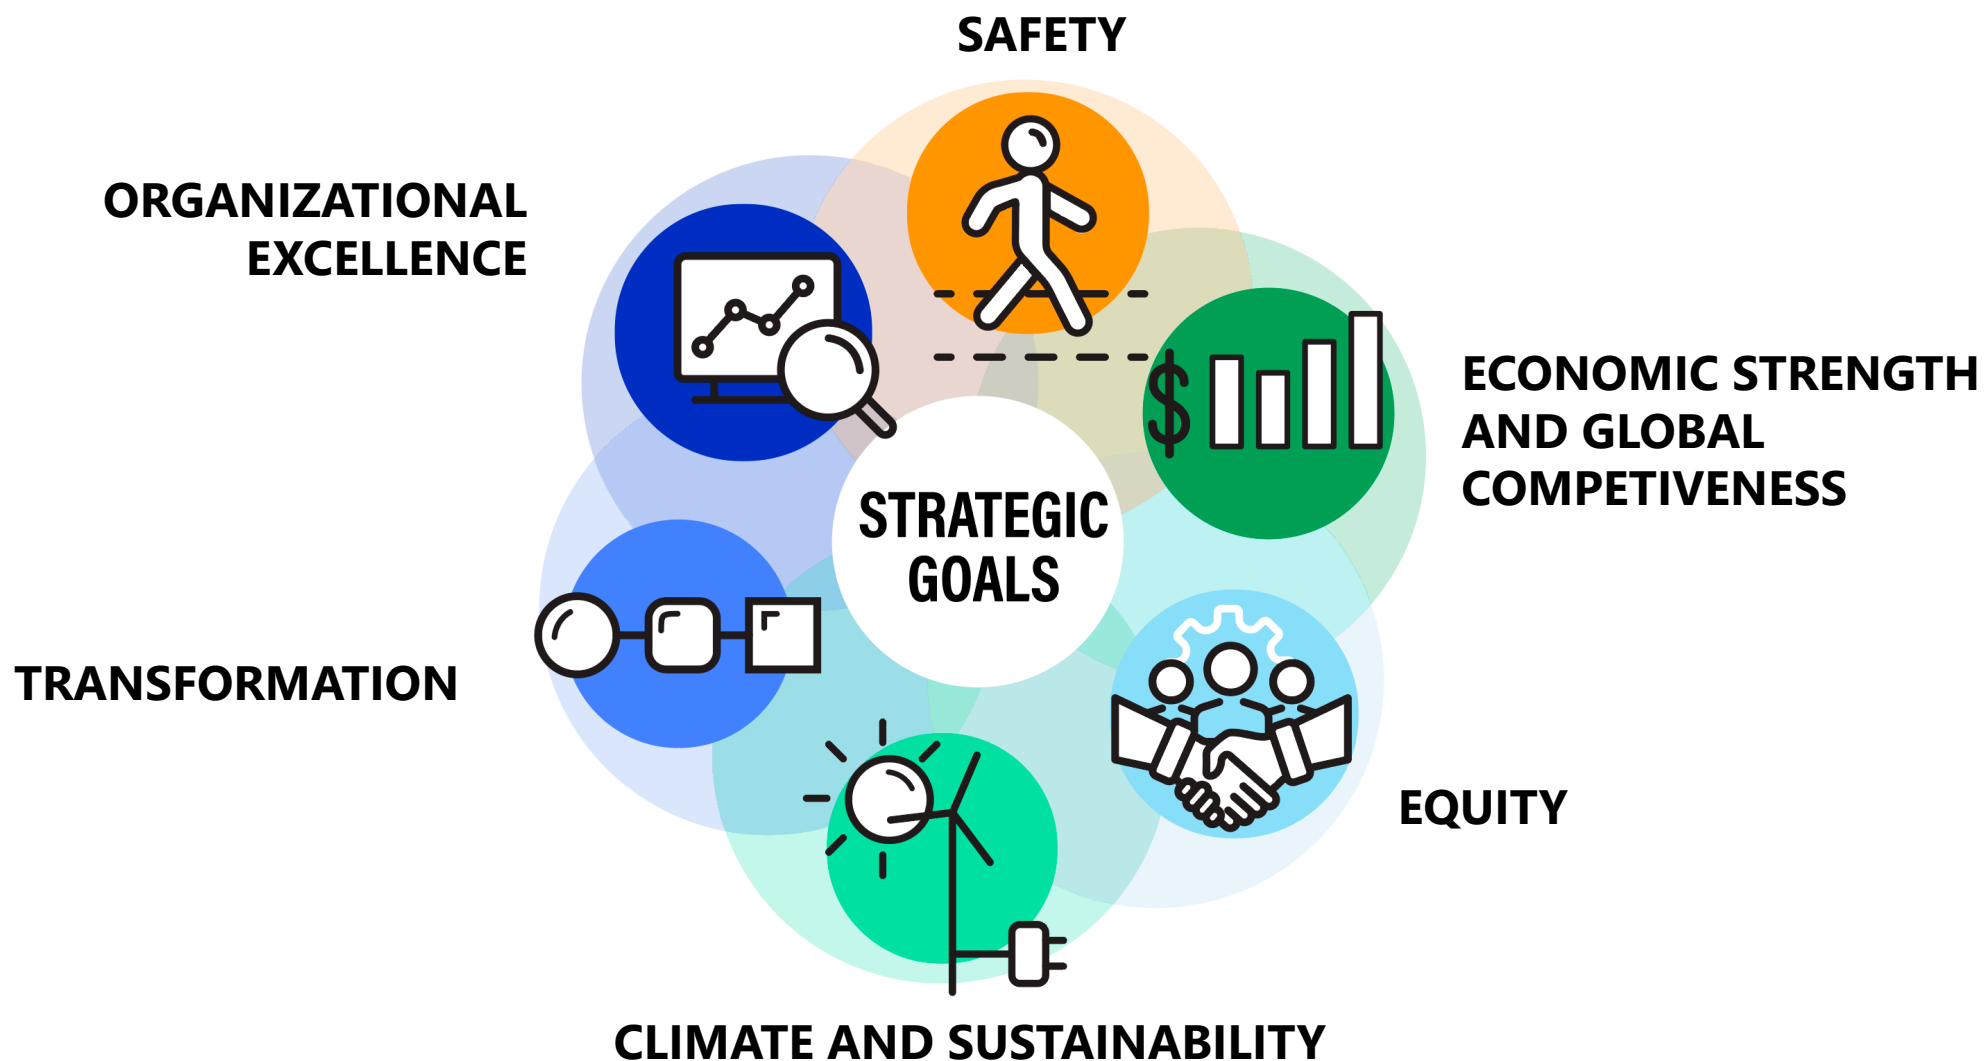 SAFETY
ORGANIZATIONAL
EXCELLENCE
ECONOMIC STRENGTH
AND GLOBAL
COMPETIVENESS
STRATEGIC
GOALS
TRANSFORMATION
EQUITY
CLIMATE AND SUSTAINABILITY
$